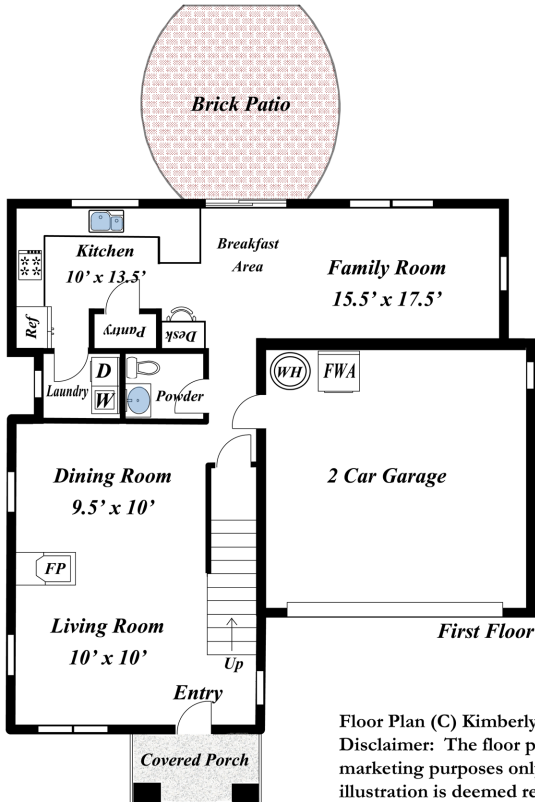 Brick Patio
Kitchen
10' x 13.5'
Breakfast
Area
Family Room
15.5' x 17.5'
Ref
Pantry
Desk
Laundry
D
W
Powder
WH
FWA
Dining Room
9.5' x 10'
2 Car Garage
FP
Living Room
10' x 10'
Up
First Floor
Entry
Covered Porch
Floor Plan (C) Kimberly
Disclaimer: The floor p
marketing purposes onl
illustration is deemed re